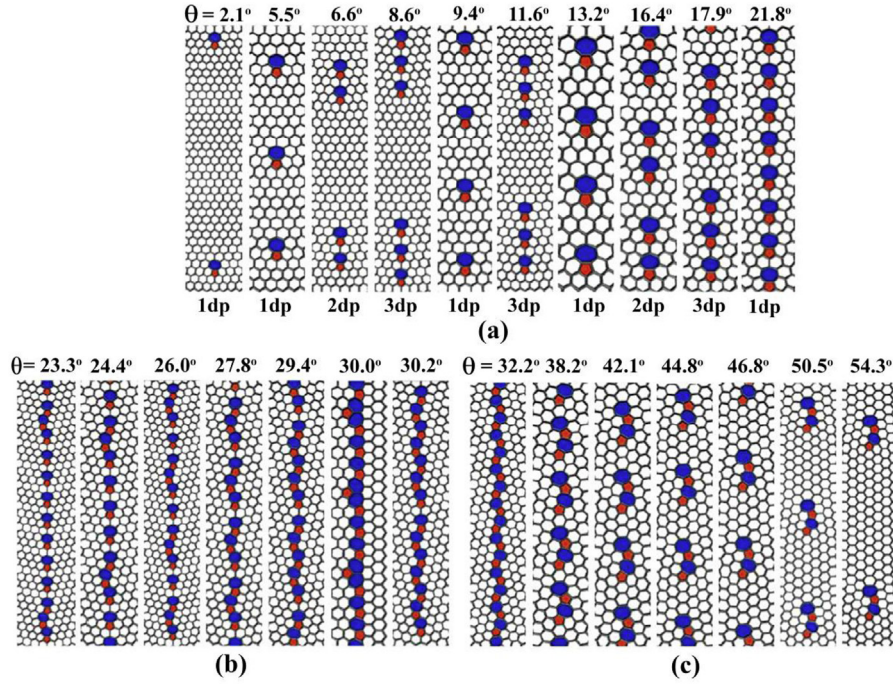 θ = 2.1° 5.5° 6.6° 8.6° 9.4° 11.6° 13.2° 16.4° 17.9° 21.8°
1dp 1dp 2dp 3dp 1dp 3dp 1dp 2dp 3dp 1dp
(a)
θ = 23.3° 24.4° 26.0° 27.8° 29.4° 30.0° 30.2°
(b)
θ = 32.2° 38.2° 42.1° 44.8° 46.8° 50.5° 54.3°
(c)